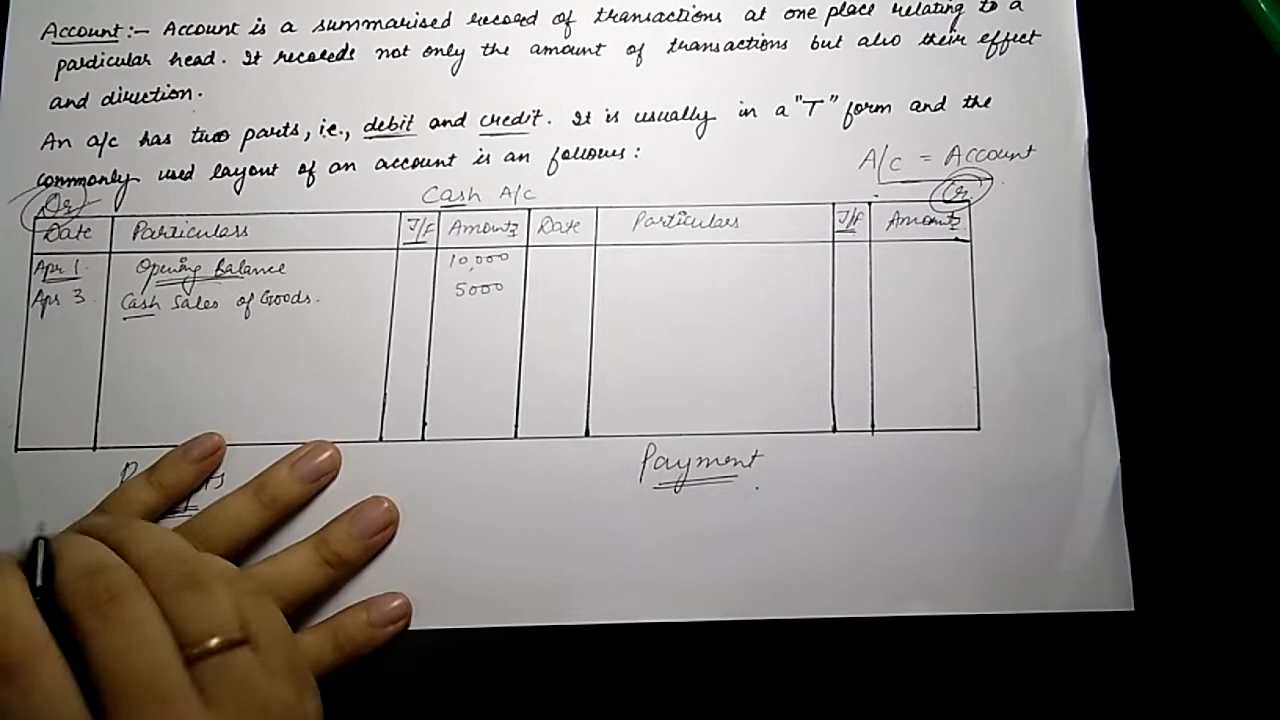 Account :- Account is a summarised record of transactions at one place relating to a
particular head. It records not only the amount of transactions but also their effect
and direction.
An a/c has two parts, i.e., debit and credit. It is usually in a "T" form and the
commonly used layout of an account is an follows :
A/c = Account
Dr Cash A/c Cr
Date Particulars J/F Amount Date Particulars J/F Amount
Apr 1. Opening Balance 10,000
Apr 3. Cash Sales of Goods. 5000
Payment